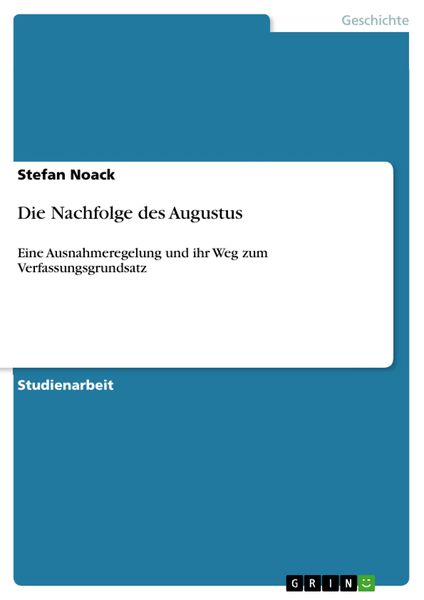 Geschichte
Stefan Noack
Die Nachfolge des Augustus
Eine Ausnahmeregelung und ihr Weg zum
Verfassungsgrundsatz
Studienarbeit
GRIN